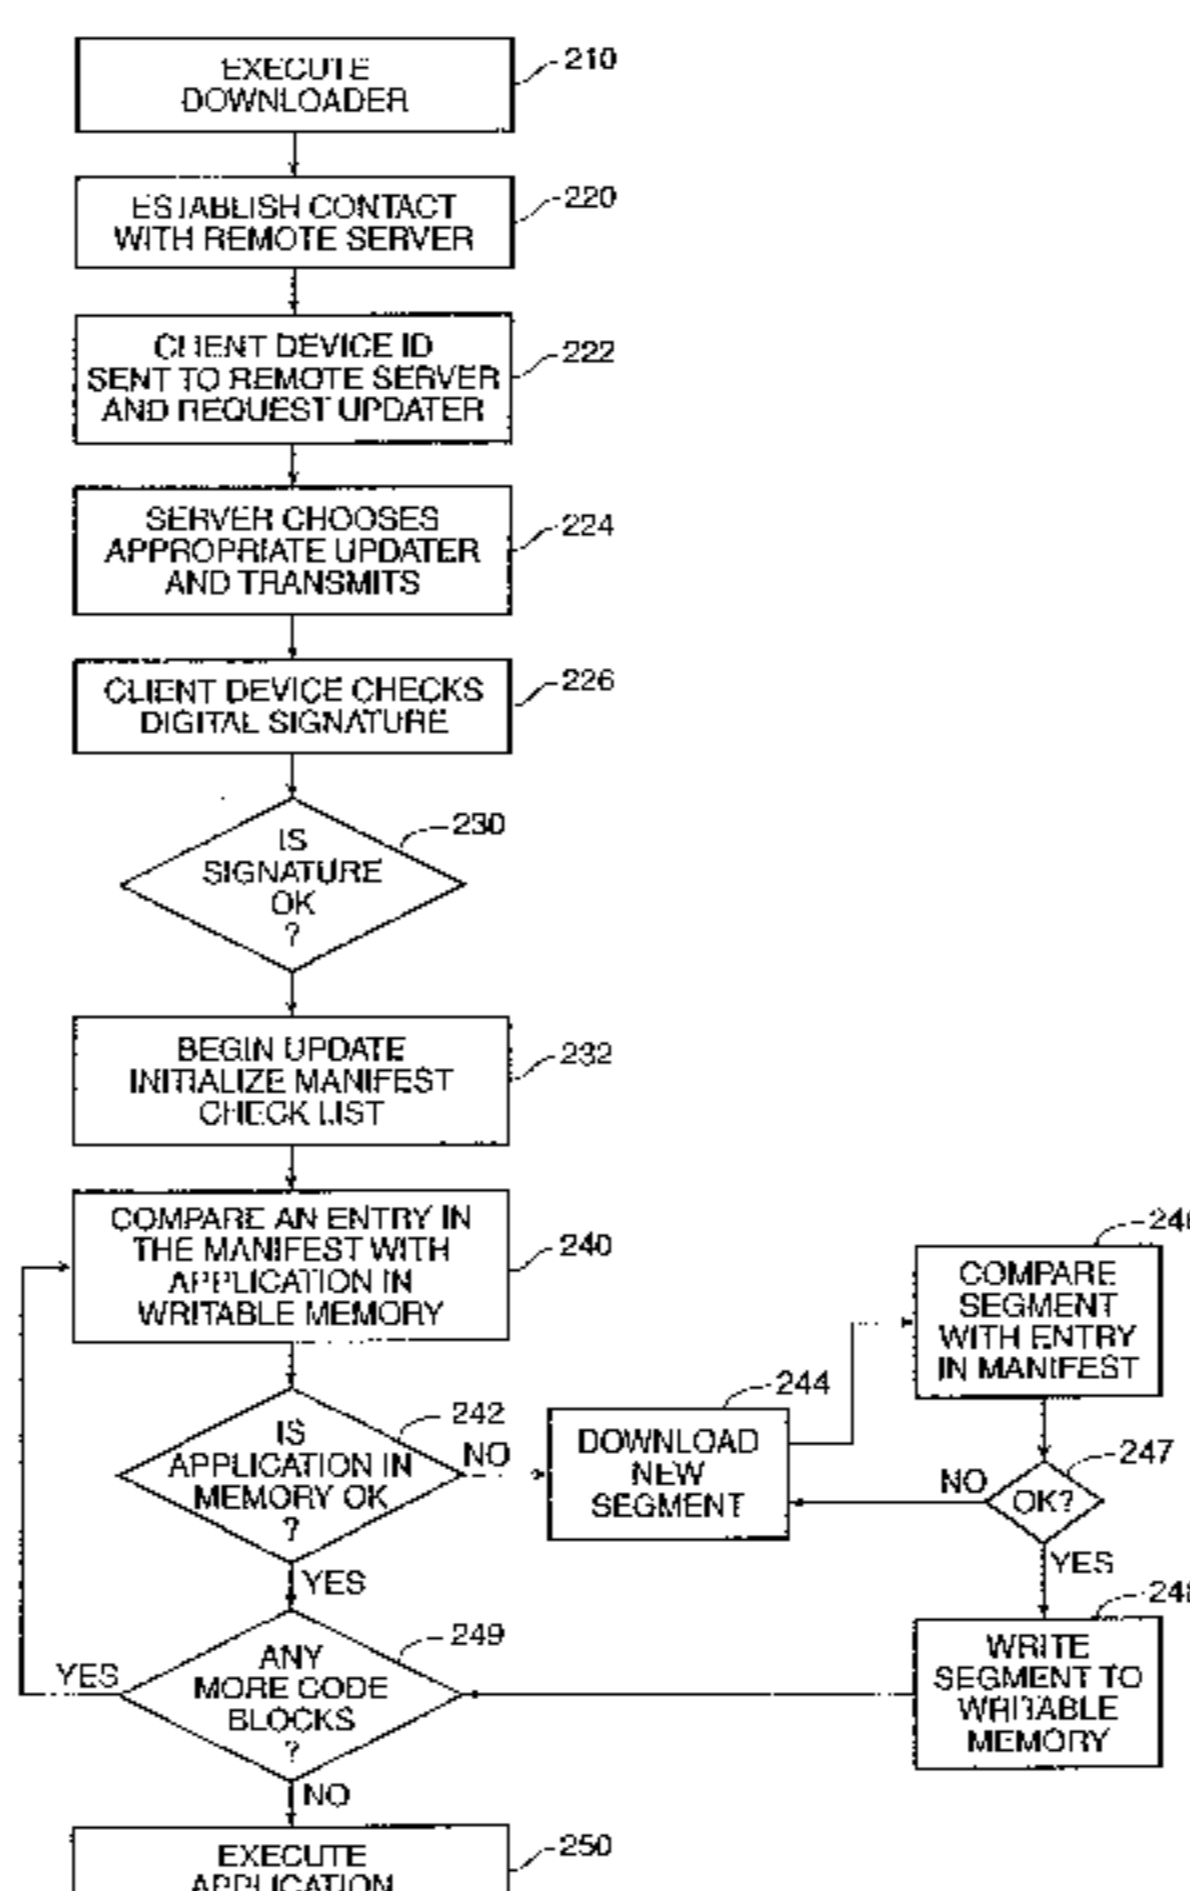 EXECUTE
DOWNLOADER
210
ESTABLISH CONTACT
WITH REMOTE SERVER
220
CLIENT DEVICE ID
SENT TO REMOTE SERVER
AND REQUEST UPDATER
222
SERVER CHOOSES
APPROPRIATE UPDATER
AND TRANSMITS
224
CLIENT DEVICE CHECKS
DIGITAL SIGNATURE
226
IS
SIGNATURE
OK
?
230
BEGIN UPDATE
INITIALIZE MANIFEST
CHECK LIST
232
COMPARE AN ENTRY IN
THE MANIFEST WITH
APPLICATION IN
WRITABLE MEMORY
240
IS
APPLICATION IN
MEMORY OK
?
242
NO
YES
DOWNLOAD
NEW
SEGMENT
244
COMPARE
SEGMENT
WITH ENTRY
IN MANIFEST
OK?
247
NO
YES
WRITE
SEGMENT TO
WRITABLE
MEMORY
ANY
MORE CODE
BLOCKS
?
249
YES
NO
EXECUTE
APPLICATION
250